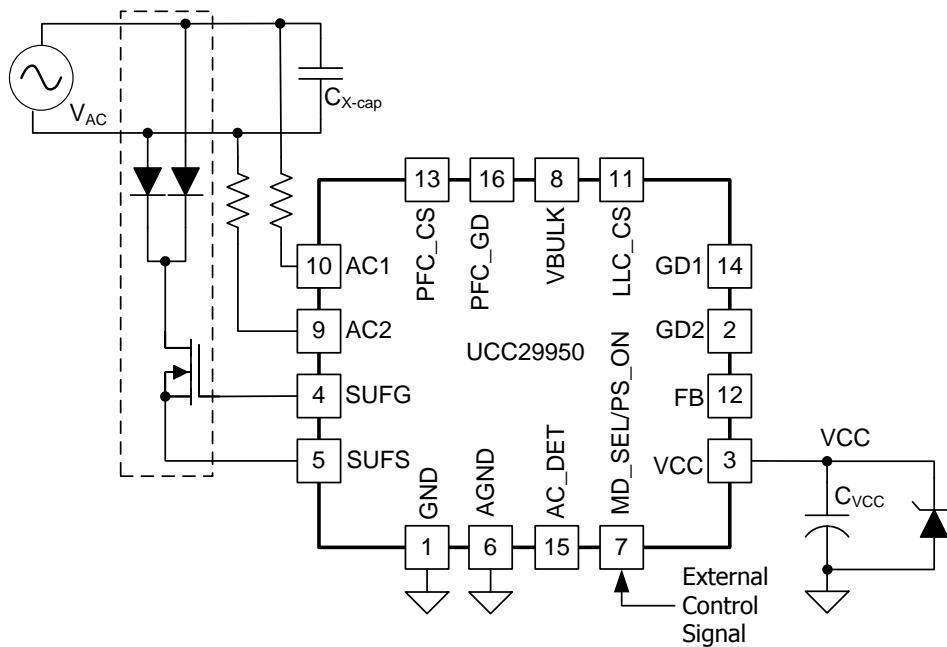 V_AC
C_X-cap
13
16
8
11
PFC_CS
PFC_GD
VBULK
LLC_CS
10 AC1
GD1 14
9 AC2
GD2 2
UCC29950
4 SUFG
FB 12
5 SUFS
VCC 3
VCC
C_VCC
GND
AGND
AC_DET
MD_SEL/PS_ON
1
6
15
7
External
Control
Signal